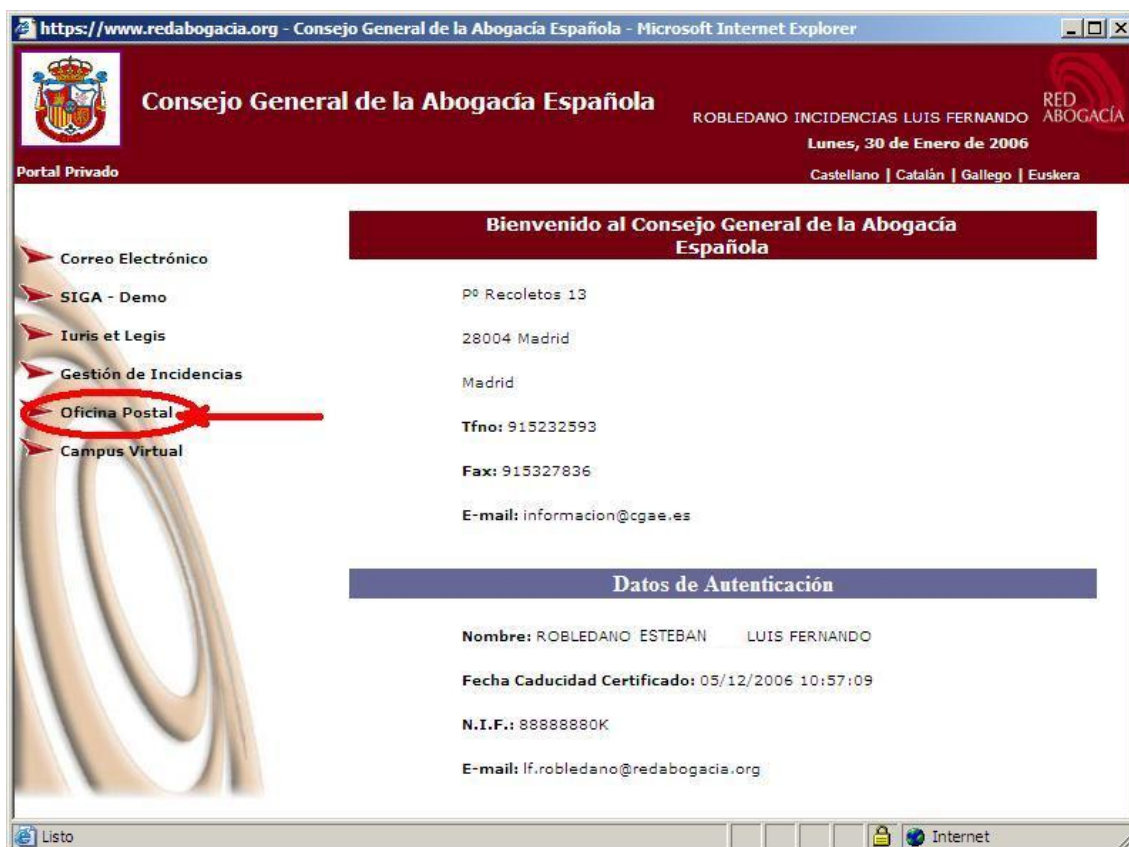 https://www.redabogacia.org - Consejo General de la Abogacía Española - Microsoft Internet Explorer
Consejo General de la Abogacía Española
RED
ABOGACÍA
ROBLEDANO INCIDENCIAS LUIS FERNANDO
Lunes, 30 de Enero de 2006
Portal Privado
Castellano | Catalán | Gallego | Euskera
Bienvenido al Consejo General de la Abogacía
Española
Correo Electrónico
SIGA - Demo
Iuris et Legis
Gestión de Incidencias
Oficina Postal
Campus Virtual
Pº Recoletos 13
28004 Madrid
Madrid
Tfno: 915232593
Fax: 915327836
E-mail: informacion@cgae.es
Datos de Autenticación
Nombre: ROBLEDANO ESTEBAN LUIS FERNANDO
Fecha Caducidad Certificado: 05/12/2006 10:57:09
N.I.F.: 88888880K
E-mail: lf.robledano@redabogacia.org
Listo
Internet